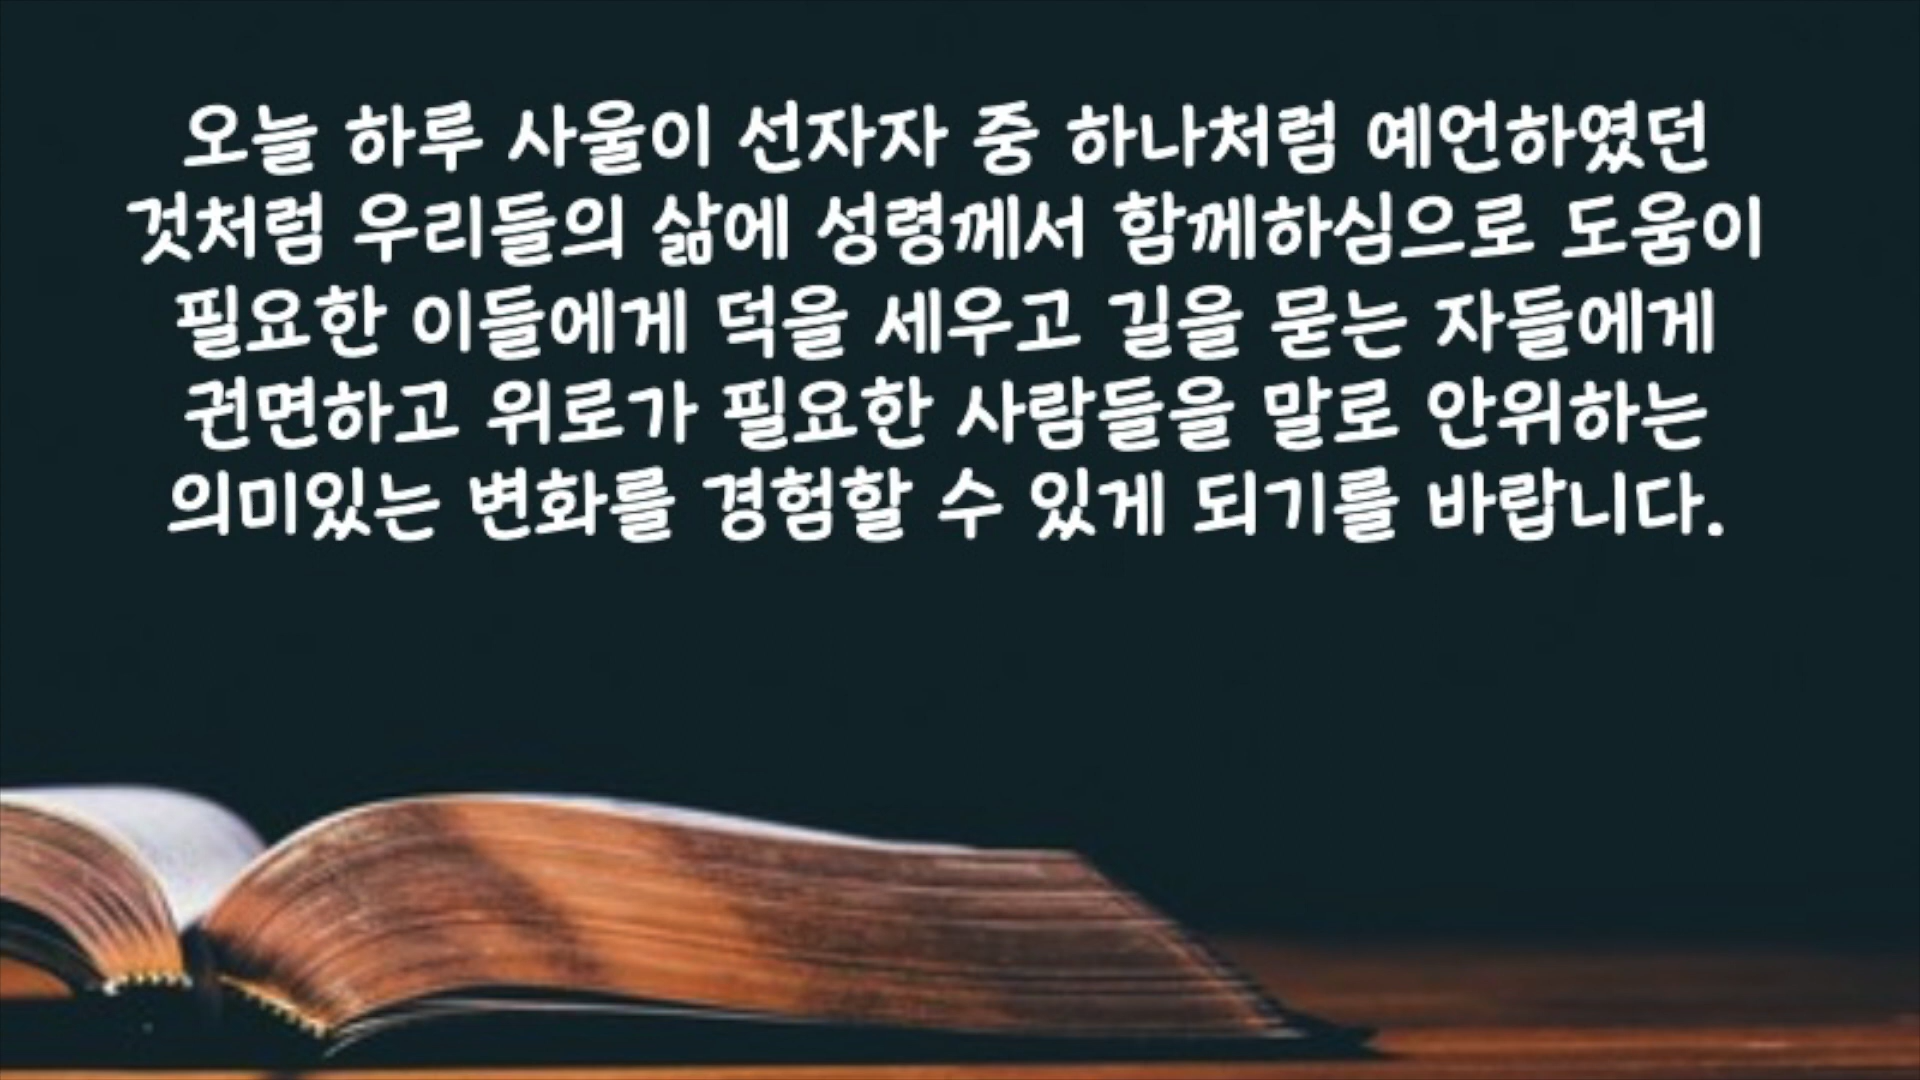 오늘 하루 사울이 선자자 중 하나처럼 예언하였던
것처럼 우리들의 삶에 성령께서 함께하심으로 도움이
필요한 이들에게 덕을 세우고 길을 묻는 자들에게
권면하고 위로가 필요한 사람들을 말로 안위하는
의미있는 변화를 경험할 수 있게 되기를 바랍니다.